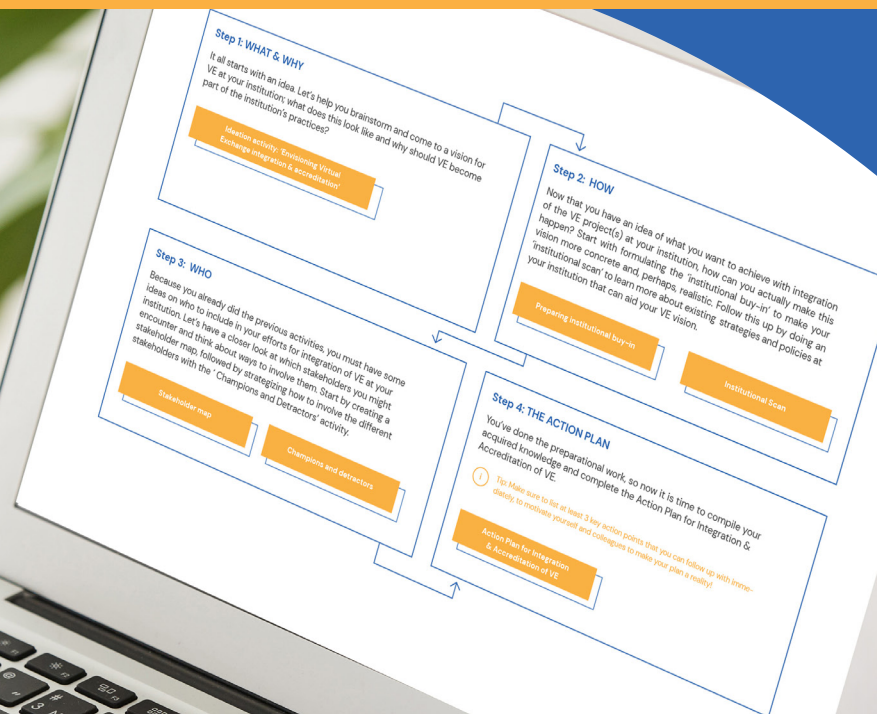 Step 1: WHAT & WHY
It all starts with an idea. Let's help you brainstorm and come to a vision for
VE at your institution; what does this look like and why should VE become
part of the institution's practices?
Ideation activity: 'Envisioning Virtual
Exchange integration & accreditation'
Step 2: HOW
Now that you have an idea of what you want to achieve with integration
of the VE project(s) at your institution, how can you actually make this
happen? Start with formulating the 'institutional buy-in' to make your
vision more concrete and, perhaps, realistic. Follow this up by doing an
'institutional scan' to learn more about existing strategies and policies at
your institution that can aid your VE vision.
Preparing institutional buy-in
Institutional Scan
Step 3: WHO
Because you already did the previous activities, you must have some
ideas on who to include in your efforts for integration of VE at your
institution. Let's have a closer look at which stakeholders you might
encounter and think about ways to involve them. Start by creating a
stakeholder map, followed by strategizing how to involve the different
stakeholders with the ' Champions and Detractors' activity.
Stakeholder map
Champions and detractors
Step 4: THE ACTION PLAN
You've done the preparational work, so now it is time to compile your
acquired knowledge and complete the Action Plan for Integration &
Accreditation of VE.
i
Tip: Make sure to list at least 3 key action points that you can follow up with imme-
diately, to motivate yourself and colleagues to make your plan a reality!
Action Plan for Integration
& Accreditation of VE
F2
F3
@
#
3